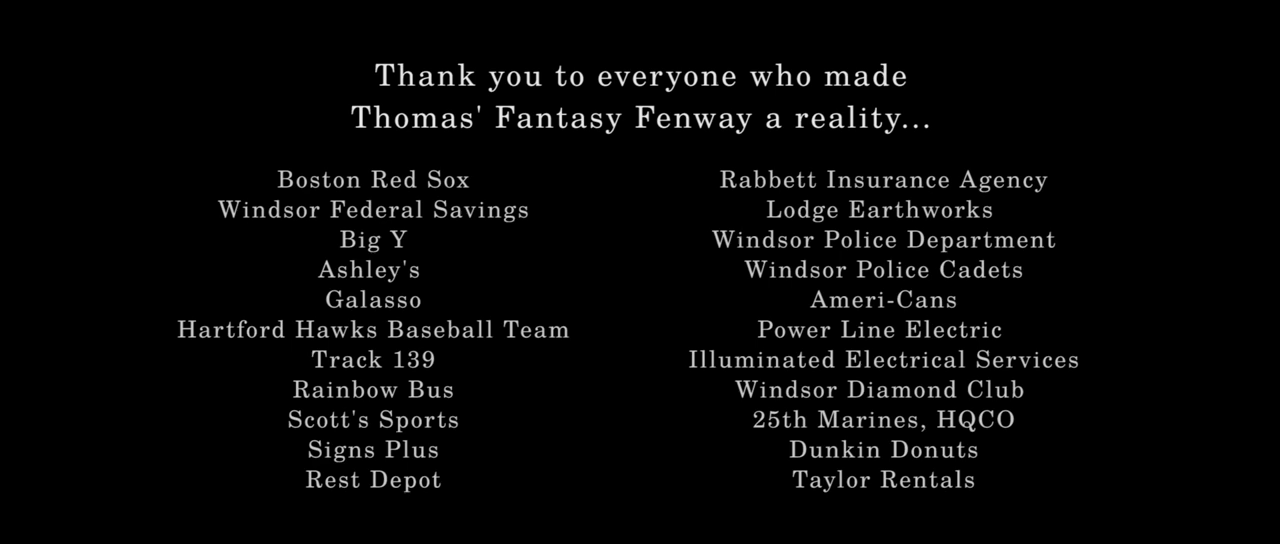 Thank you to everyone who made
Thomas' Fantasy Fenway a reality...
Boston Red Sox
Windsor Federal Savings
Big Y
Ashley's
Galasso
Hartford Hawks Baseball Team
Track 139
Rainbow Bus
Scott's Sports
Signs Plus
Rest Depot
Rabbett Insurance Agency
Lodge Earthworks
Windsor Police Department
Windsor Police Cadets
Ameri-Cans
Power Line Electric
Illuminated Electrical Services
Windsor Diamond Club
25th Marines, HQCO
Dunkin Donuts
Taylor Rentals